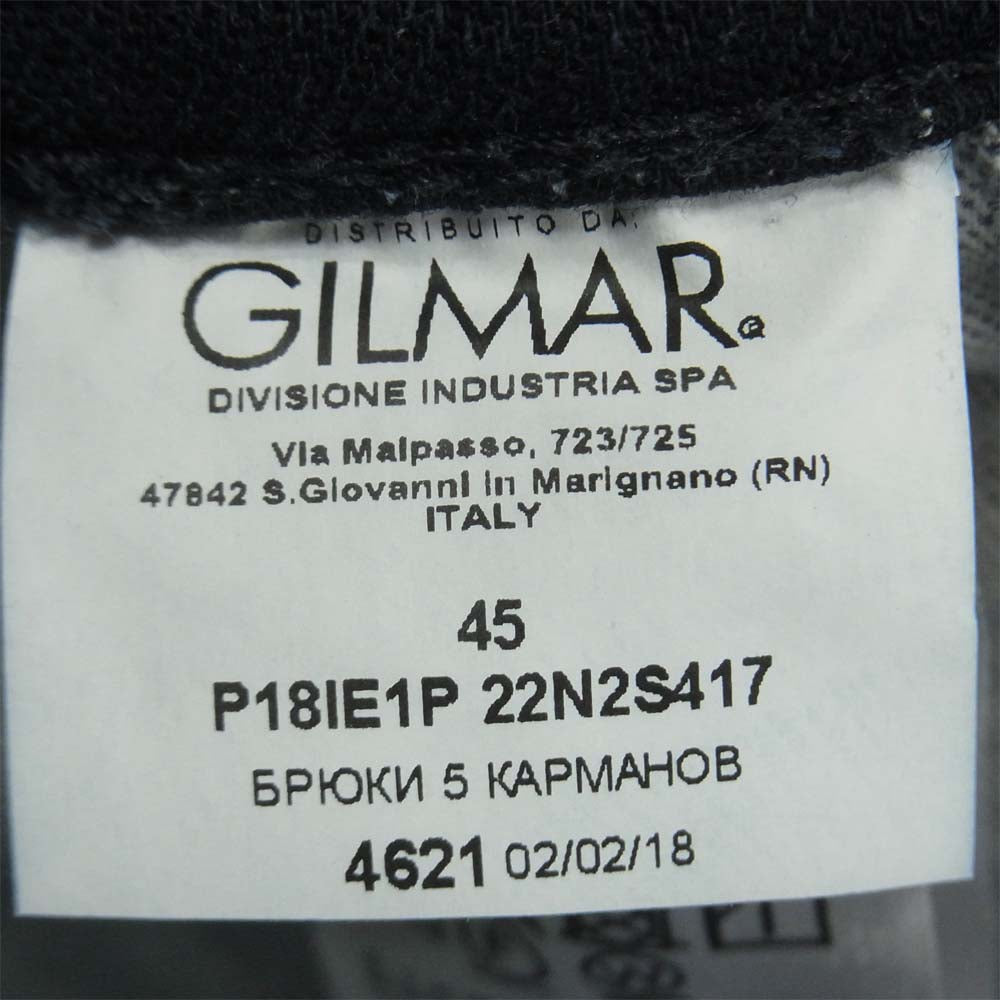 DISTRIBUITO DA:
GILMAR®
DIVISIONE INDUSTRIA SPA
Via Malpasso, 723/725
47842 S.Giovanni in Marignano (RN)
ITALY
45
P18IE1P 22N2S417
БРЮКИ 5 КАРМАНОВ
4621 02/02/18